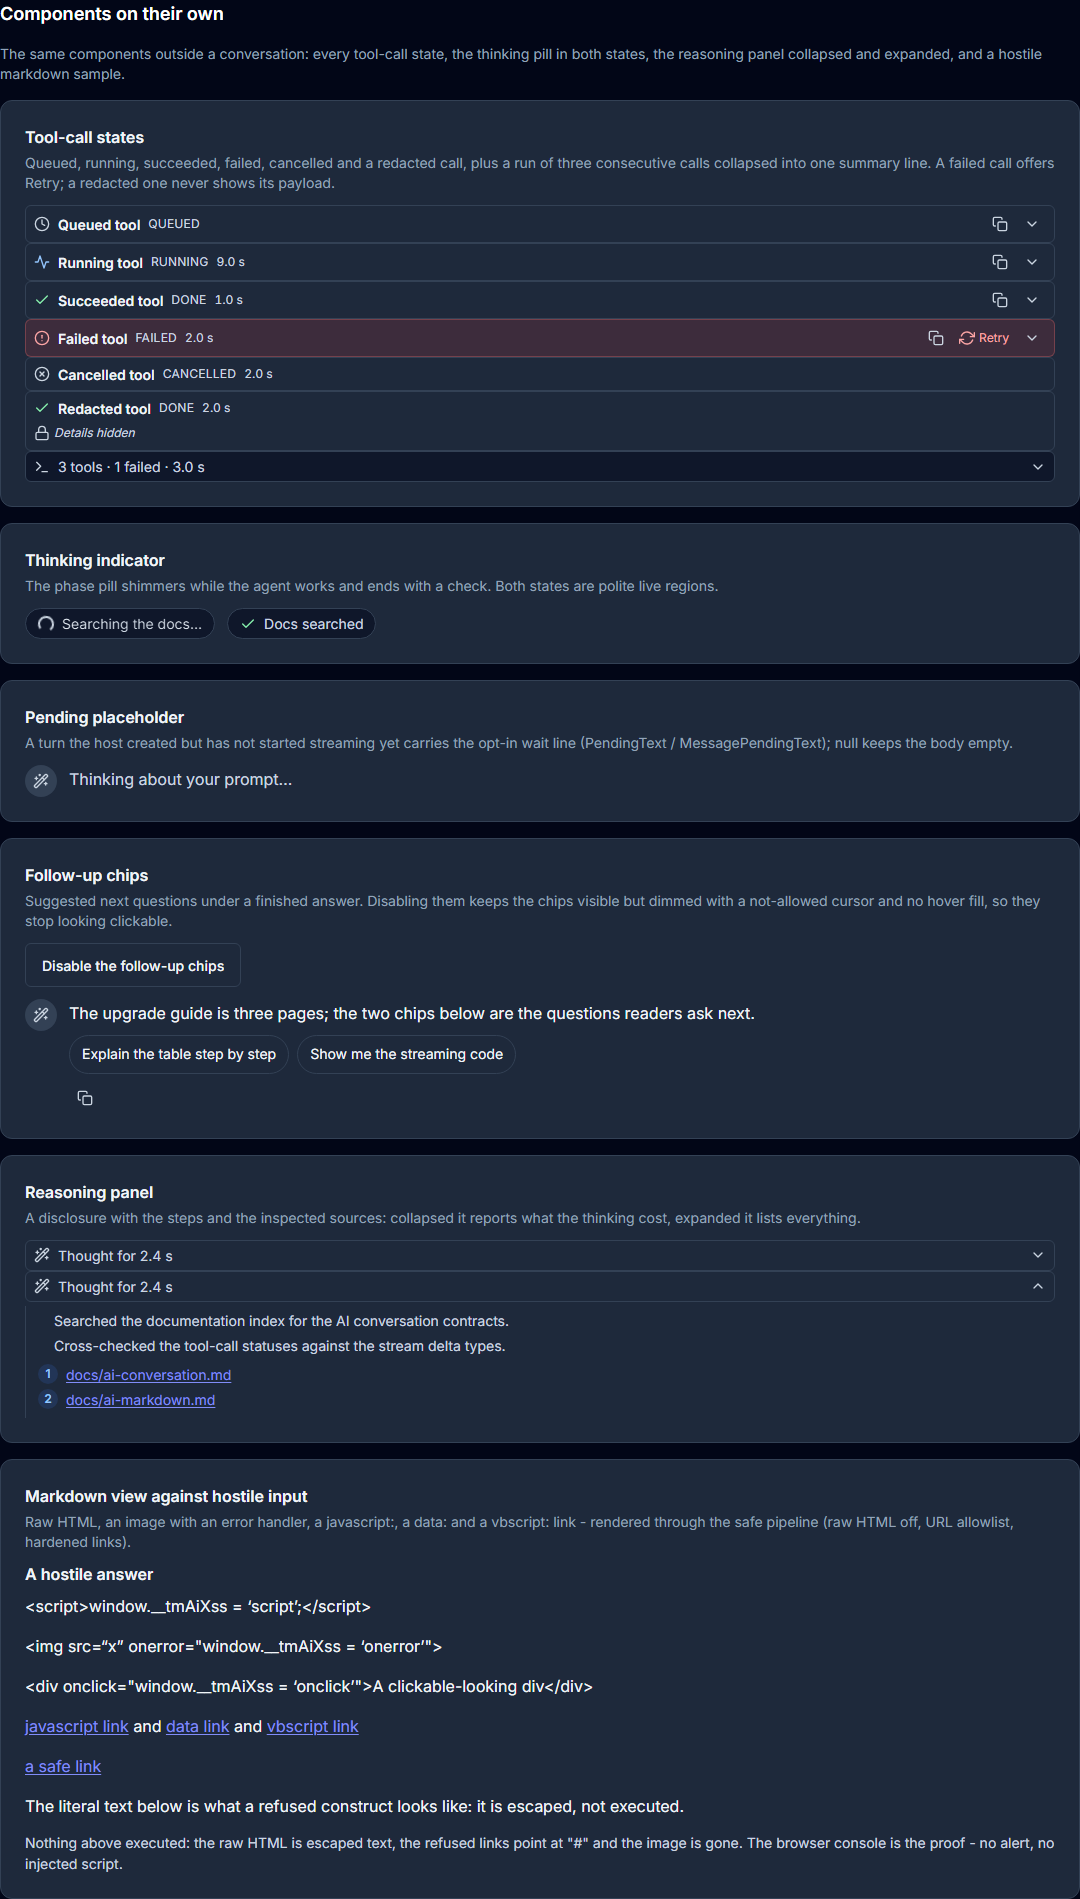 Components on their own
The same components outside a conversation: every tool-call state, the thinking pill in both states, the reasoning panel collapsed and expanded, and a hostile
markdown sample.
Tool-call states
Queued, running, succeeded, failed, cancelled and a redacted call, plus a run of three consecutive calls collapsed into one summary line. A failed call offers
Retry; a redacted one never shows its payload.
Queued tool QUEUED
Running tool RUNNING 9.0 s
Succeeded tool DONE 1.0 s
Failed tool FAILED 2.0 s Retry
Cancelled tool CANCELLED 2.0 s
Redacted tool DONE 2.0 s
Details hidden
3 tools · 1 failed · 3.0 s
Thinking indicator
The phase pill shimmers while the agent works and ends with a check. Both states are polite live regions.
Searching the docs... Docs searched
Pending placeholder
A turn the host created but has not started streaming yet carries the opt-in wait line (PendingText / MessagePendingText); null keeps the body empty.
Thinking about your prompt...
Follow-up chips
Suggested next questions under a finished answer. Disabling them keeps the chips visible but dimmed with a not-allowed cursor and no hover fill, so they
stop looking clickable.
Disable the follow-up chips
The upgrade guide is three pages; the two chips below are the questions readers ask next.
Explain the table step by step Show me the streaming code
Reasoning panel
A disclosure with the steps and the inspected sources: collapsed it reports what the thinking cost, expanded it lists everything.
Thought for 2.4 s
Thought for 2.4 s
Searched the documentation index for the AI conversation contracts.
Cross-checked the tool-call statuses against the stream delta types.
1 docs/ai-conversation.md
2 docs/ai-markdown.md
Markdown view against hostile input
Raw HTML, an image with an error handler, a javascript:, a data: and a vbscript: link - rendered through the safe pipeline (raw HTML off, URL allowlist,
hardened links).
A hostile answer
<script>window.__tmAiXss = ‘script’;</script>
<img src=“x” onerror="window.__tmAiXss = ‘onerror’">
<div onclick="window.__tmAiXss = ‘onclick’">A clickable-looking div</div>
javascript link and data link and vbscript link
a safe link
The literal text below is what a refused construct looks like: it is escaped, not executed.
Nothing above executed: the raw HTML is escaped text, the refused links point at "#" and the image is gone. The browser console is the proof - no alert, no
injected script.